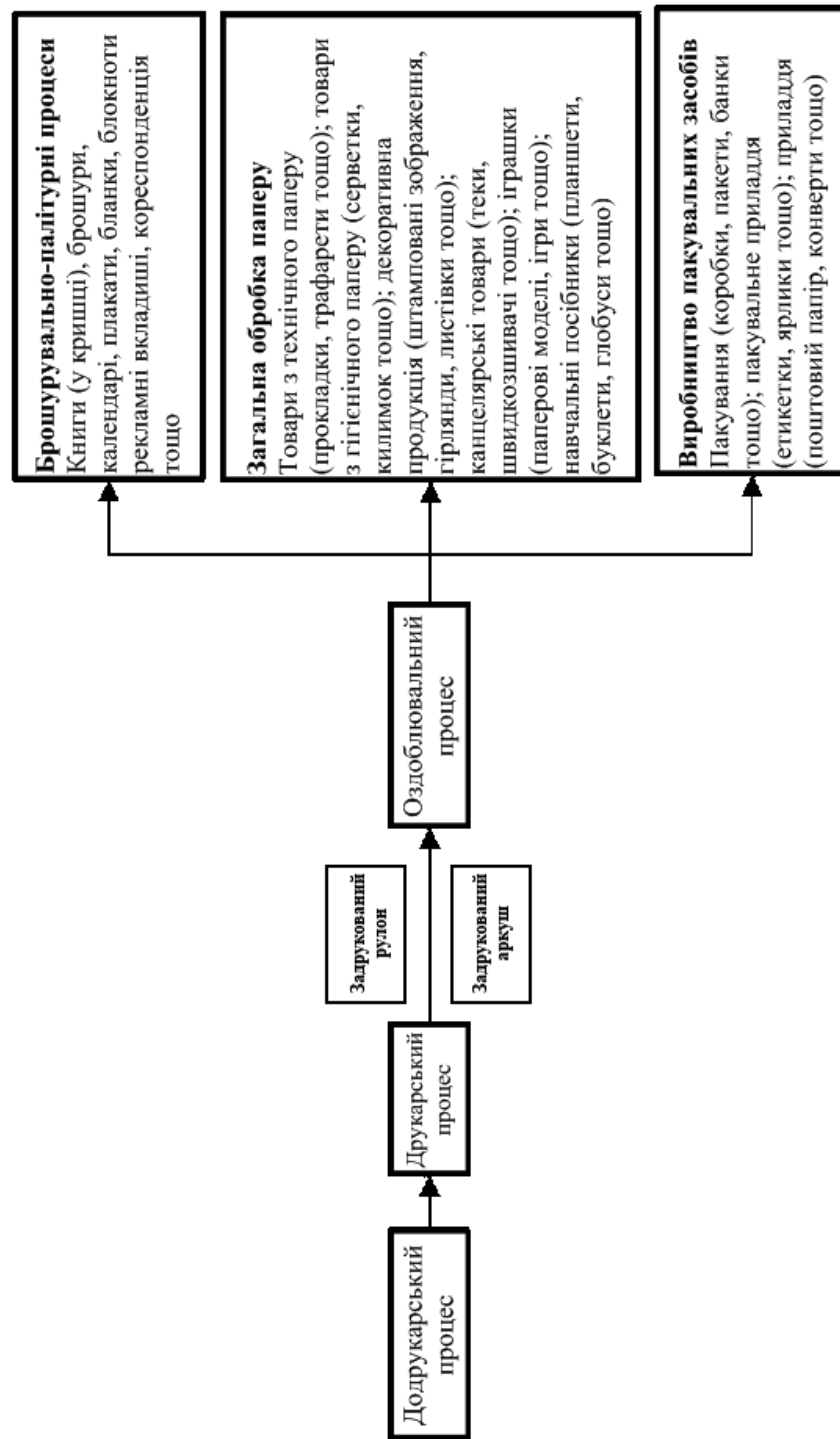 Додрукарський
процес
Друкарський
процес
Задрукований
рулон
Задрукований
аркуш
Оздоблювальний
процес
Брошурувально-палітурні процеси
Книги (у кришці), брошури,
календарі, плакати, бланки, блокноти
рекламні вкладиші, кореспонденція
тощо
Загальна обробка паперу
Товари з технічного паперу
(прокладки, трафарети тощо); товари
з гігієнічного паперу (серветки,
килимок тощо); декоративна
продукція (штамповані зображення,
гірлянди, листівки тощо);
канцелярські товари (теки,
швидкозшивачі тощо); іграшки
(паперові моделі, ігри тощо);
навчальні посібники (планшети,
буклети, глобуси тощо)
Виробництво пакувальних засобів
Пакування (коробки, пакети, банки
тощо); пакувальне приладдя
(етикетки, ярлики тощо); приладдя
(поштовий папір, конверти тощо)